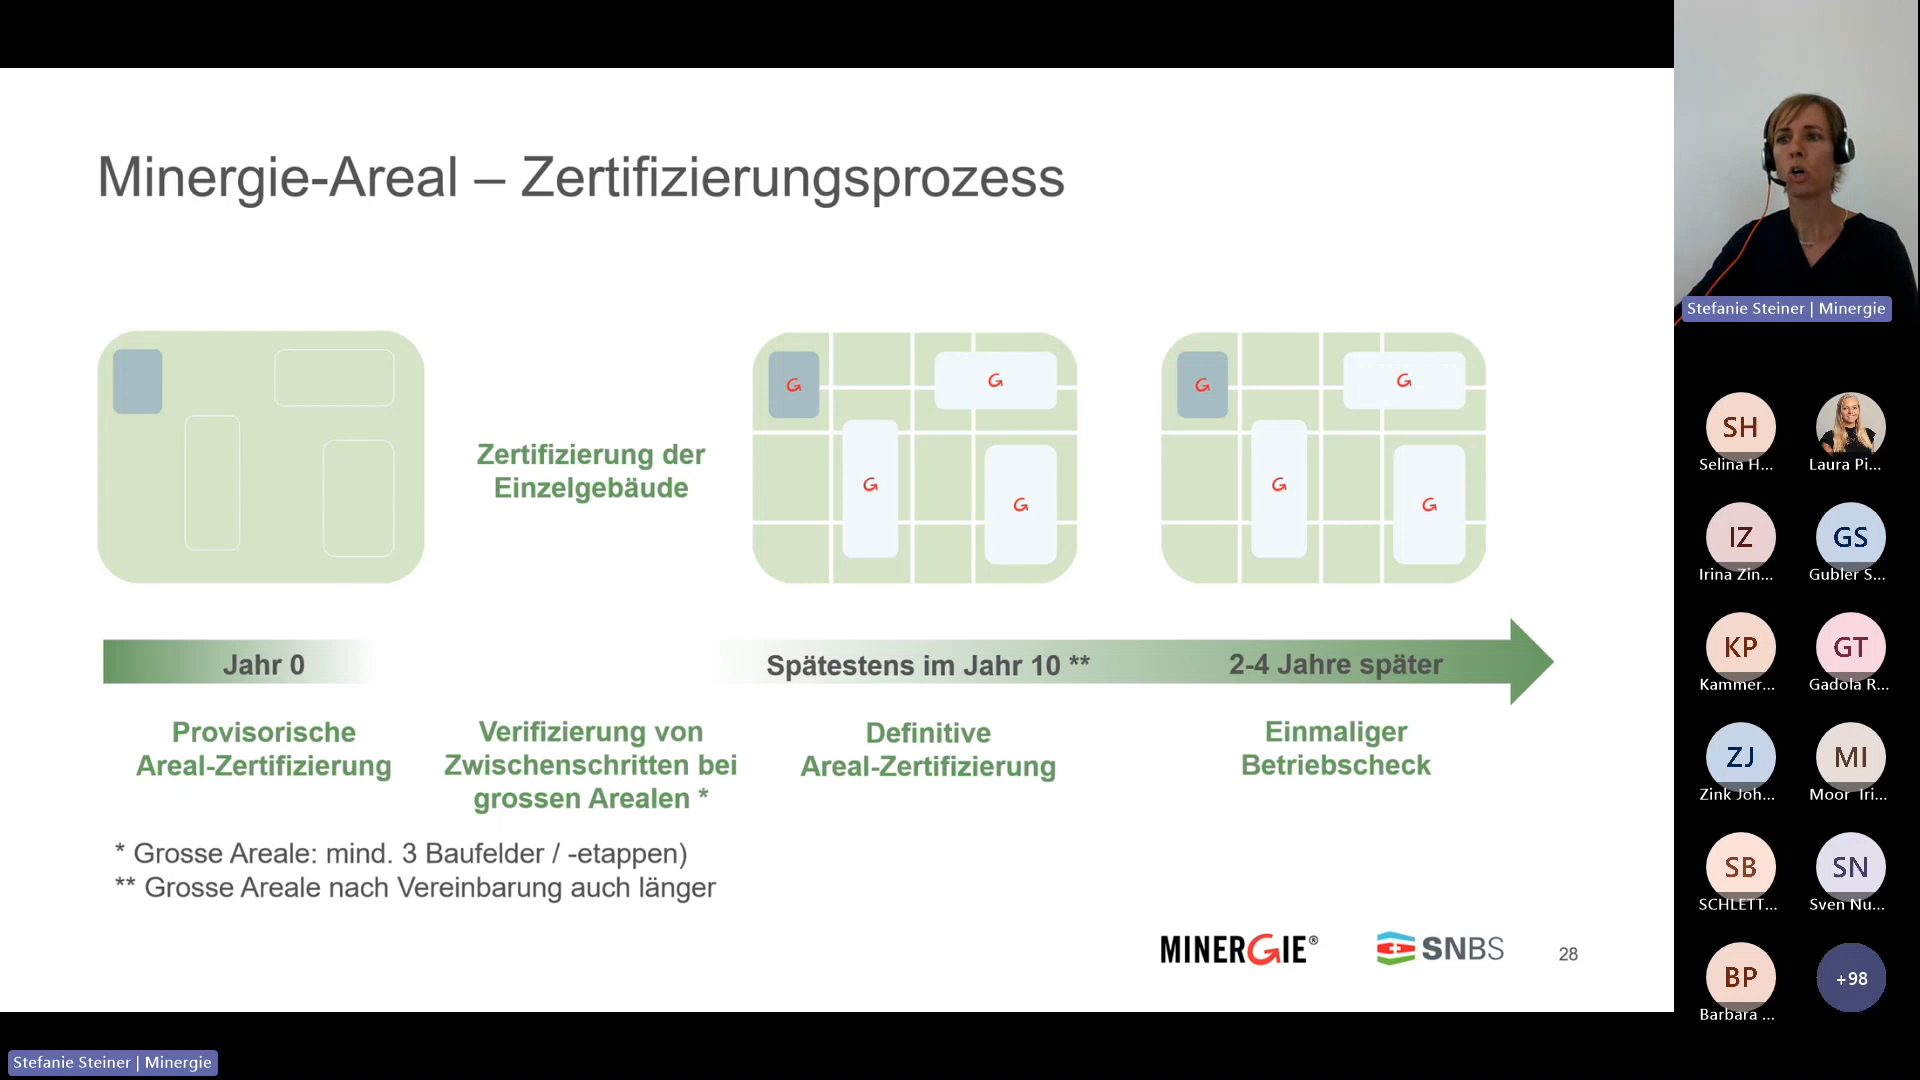 Minergie-Areal – Zertifizierungsprozess
Zertifizierung der
Einzelgebäude
G
G
G
G
G
G
G
G
Jahr 0
Spätestens im Jahr 10 **
2-4 Jahre später
Provisorische
Areal-Zertifizierung
Verifizierung von
Zwischenschritten bei
grossen Arealen *
Definitive
Areal-Zertifizierung
Einmaliger
Betriebscheck
* Grosse Areale: mind. 3 Baufelder / -etappen)
** Grosse Areale nach Vereinbarung auch länger
MINERGIE®
SNBS
28
Stefanie Steiner | Minergie
Stefanie Steiner | Minergie
SH
Selina H...
Laura Pi...
IZ
Irina Zin...
GS
Gubler S...
KP
Kammer...
GT
Gadola R...
ZJ
Zink Joh...
MI
Moor Iri...
SB
SCHLETT...
SN
Sven Nu...
BP
Barbara ...
+98